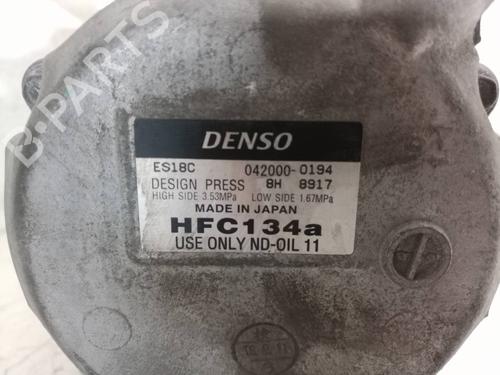 B-PARTS
DENSO
ES18C 042000-0194
DESIGN PRESS 8H 8917
HIGH SIDE 3.53MPa LOW SIDE 1.67MPa
MADE IN JAPAN
HFC134a
USE ONLY ND-OIL 11